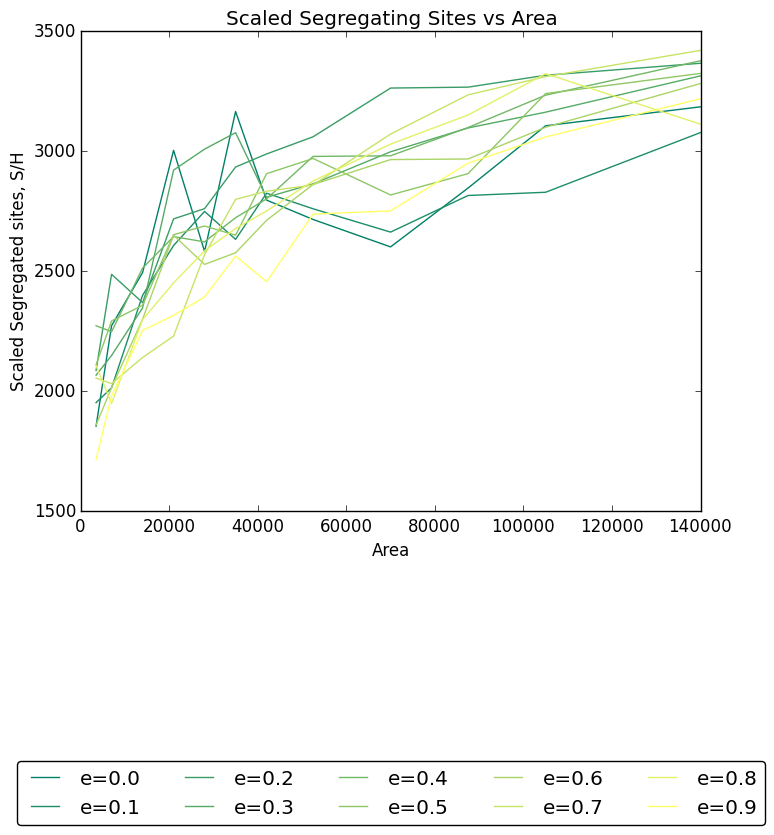 Scaled Segregating Sites vs Area
3500
3000
2500
2000
1500
Scaled Segregated sites, S/H
0 20000 40000 60000 80000 100000 120000 140000
Area
e=0.0 e=0.2 e=0.4 e=0.6 e=0.8
e=0.1 e=0.3 e=0.5 e=0.7 e=0.9